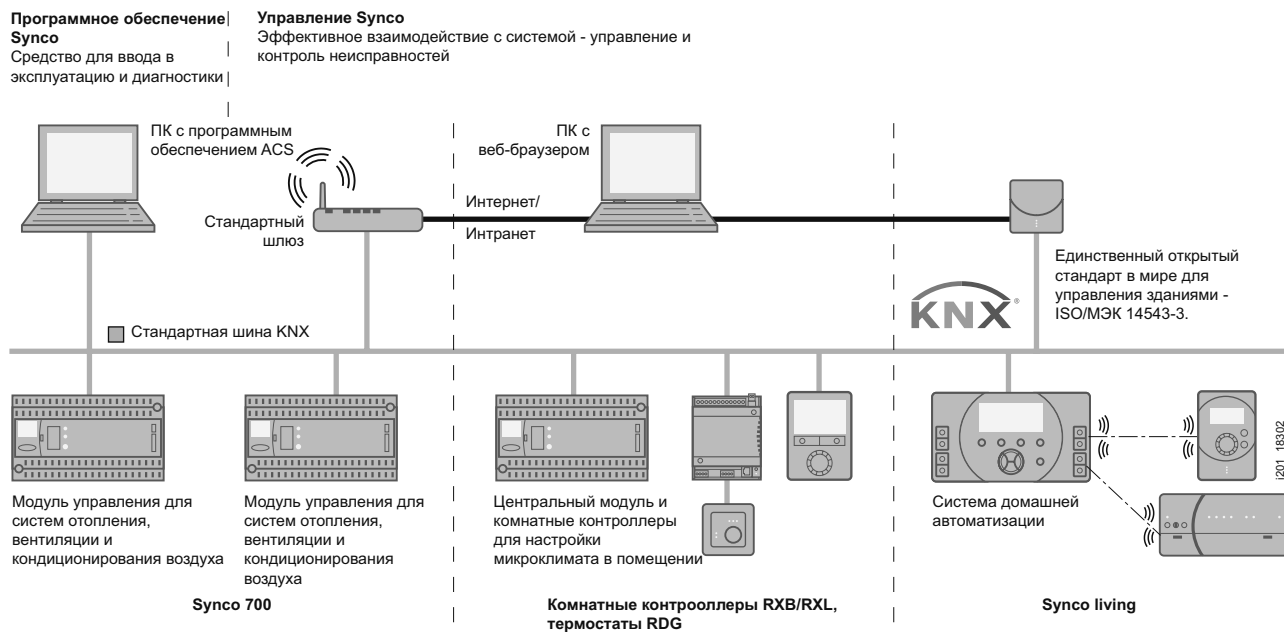 Программное обеспечение
Synco
Средство для ввода в
эксплуатацию и диагностики
Управление Synco
Эффективное взаимодействие с системой - управление и
контроль неисправностей
ПК с программным
обеспечением ACS
ПК с
веб-браузером
Стандартный
шлюз
Интернет/
Интранет
Единственный открытый
стандарт в мире для
управления зданиями -
ISO/МЭК 14543-3.
KNX®
Стандартная шина KNX
Модуль управления для
систем отопления,
вентиляции и
кондиционирования воздуха
Модуль управления для
систем отопления,
вентиляции и
кондиционирования
воздуха
Центральный модуль и
комнатные контроллеры
для настройки
микроклимата в помещении
Система домашней
автоматизации
i201_18302
Synco 700
Комнатные контрооллеры RXB/RXL,
термостаты RDG
Synco living